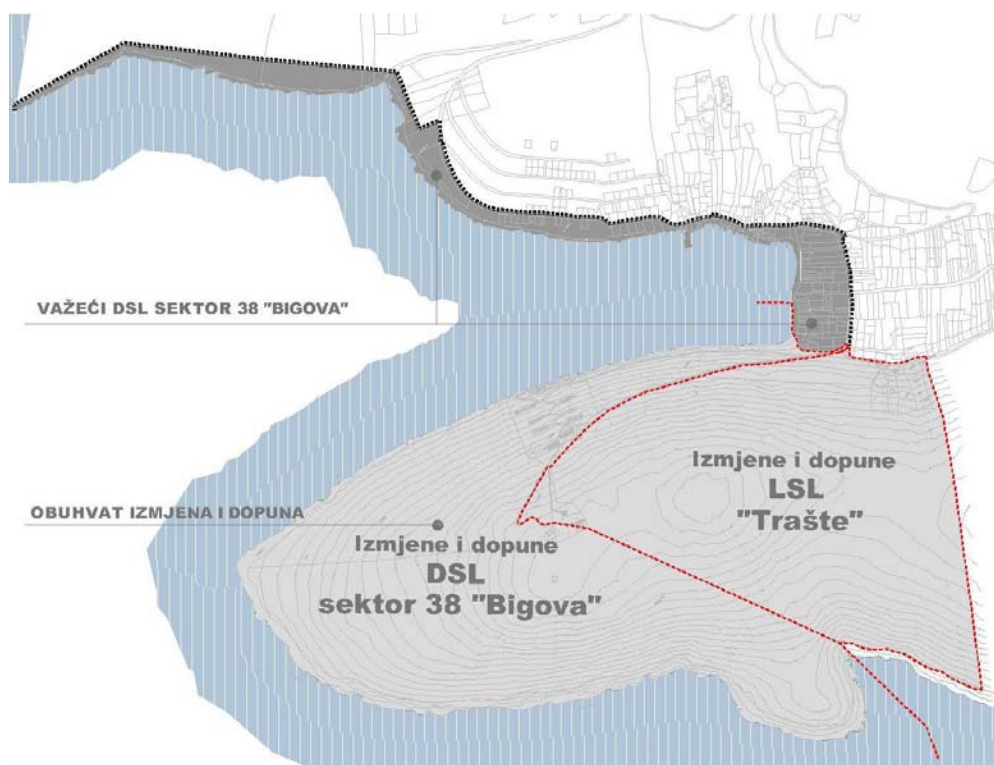 VAŽEĆI DSL SEKTOR 38 "BIGOVA"
Izmjene i dopune
LSL
"Trašte"
OBUHVAT IZMJENA I DOPUNA
Izmjene i dopune
DSL
sektor 38 "Bigova"